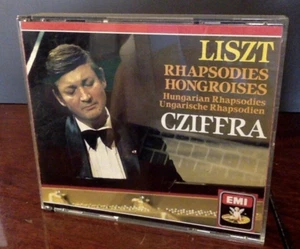 LISZT
RHAPSODIES
HONGROISES
Hungarian Rhapsodies
Ungarische Rhapsodien
CZIFFRA
EMI